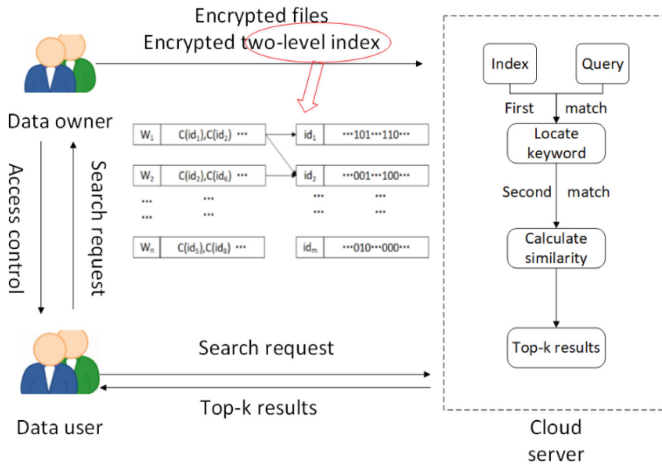 Encrypted files
Encrypted two-level index
Data owner
Access control
Search request
W₁ C(id₁),C(id₂) ··· id₁ ···101···110···
W₂ C(id₂),C(id₆) ··· id₂ ···001···100···
··· ··· ··· ···
··· ··· ··· ···
Wₙ C(id₅),C(id₈) ··· idₘ ···010···000···
Data user
Search request
Top-k results
Index Query
First match
Locate
keyword
Second match
Calculate
similarity
Top-k results
Cloud
server